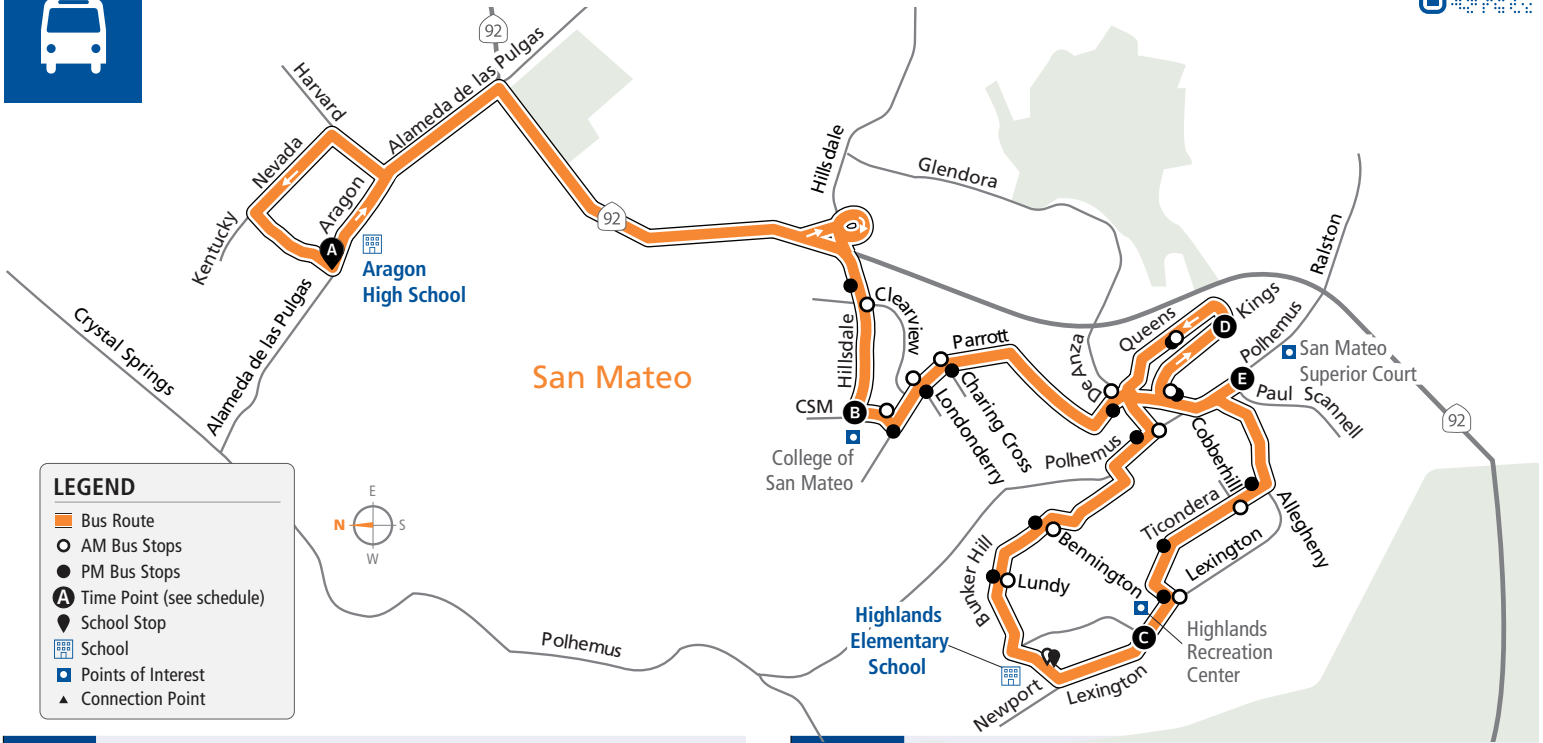 92
Alameda de las Pulgas
Harvard
Nevada
Aragon
Kentucky
A
Aragon
High School
Alameda de las Pulgas
Crystal Springs
92
Hillsdale
Glendora
Ralston
San Mateo
Clearview
Hillsdale
Parrott
De Anza
Queens
Kings
D
Polhemus
San Mateo
Superior Court
E
Paul Scannell
92
CSM
B
College of
San Mateo
Charing Cross
Londonderry
Polhemus
Cobberhill
Allegheny
Ticondera
Lexington
Bennington
Bunker Hill
Lundy
Highlands
Elementary
School
C
Highlands
Recreation
Center
Newport
Lexington
Polhemus
E
N
S
W
LEGEND
Bus Route
AM Bus Stops
PM Bus Stops
A Time Point (see schedule)
School Stop
School
Points of Interest
Connection Point